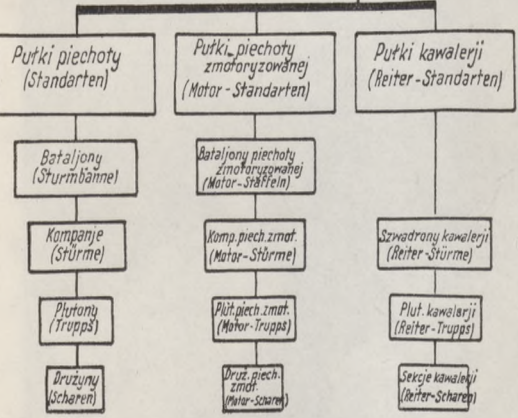 Pułki piechoty
(Standarten)
Pułki piechoty
zmotoryzowanej
(Motor-Standarten)
Pułki kawalerji
(Reiter-Standarten)
Bataljony
(Sturmbanne)
Bataljony piechoty
zmotoryzowanej
(Motor-Staffeln)
Kompanje
(Stürme)
Komp. piech. zmot.
(Motor-Stürme)
Szwadrony kawalerji
(Reiter-Stürme)
Plutony
(Trupps)
Plut. piech. zmot.
(Motor-Trupps)
Plut. kawalerji
(Reiter-Trupps)
Drużyny
(Scharen)
Druż. piech.
zmot.
(Motor-Scharen)
Sekcje kawalerji
(Reiter-Scharen)